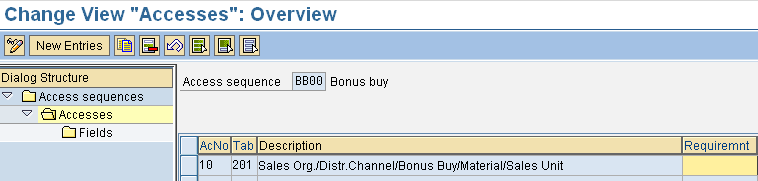 Change View "Accesses": Overview
New Entries
Dialog Structure
Access sequences
Accesses
Fields
Access sequence BB00 Bonus buy
AcNo Tab Description Requiremnt
10 201 Sales Org./Distr.Channel/Bonus Buy/Material/Sales Unit